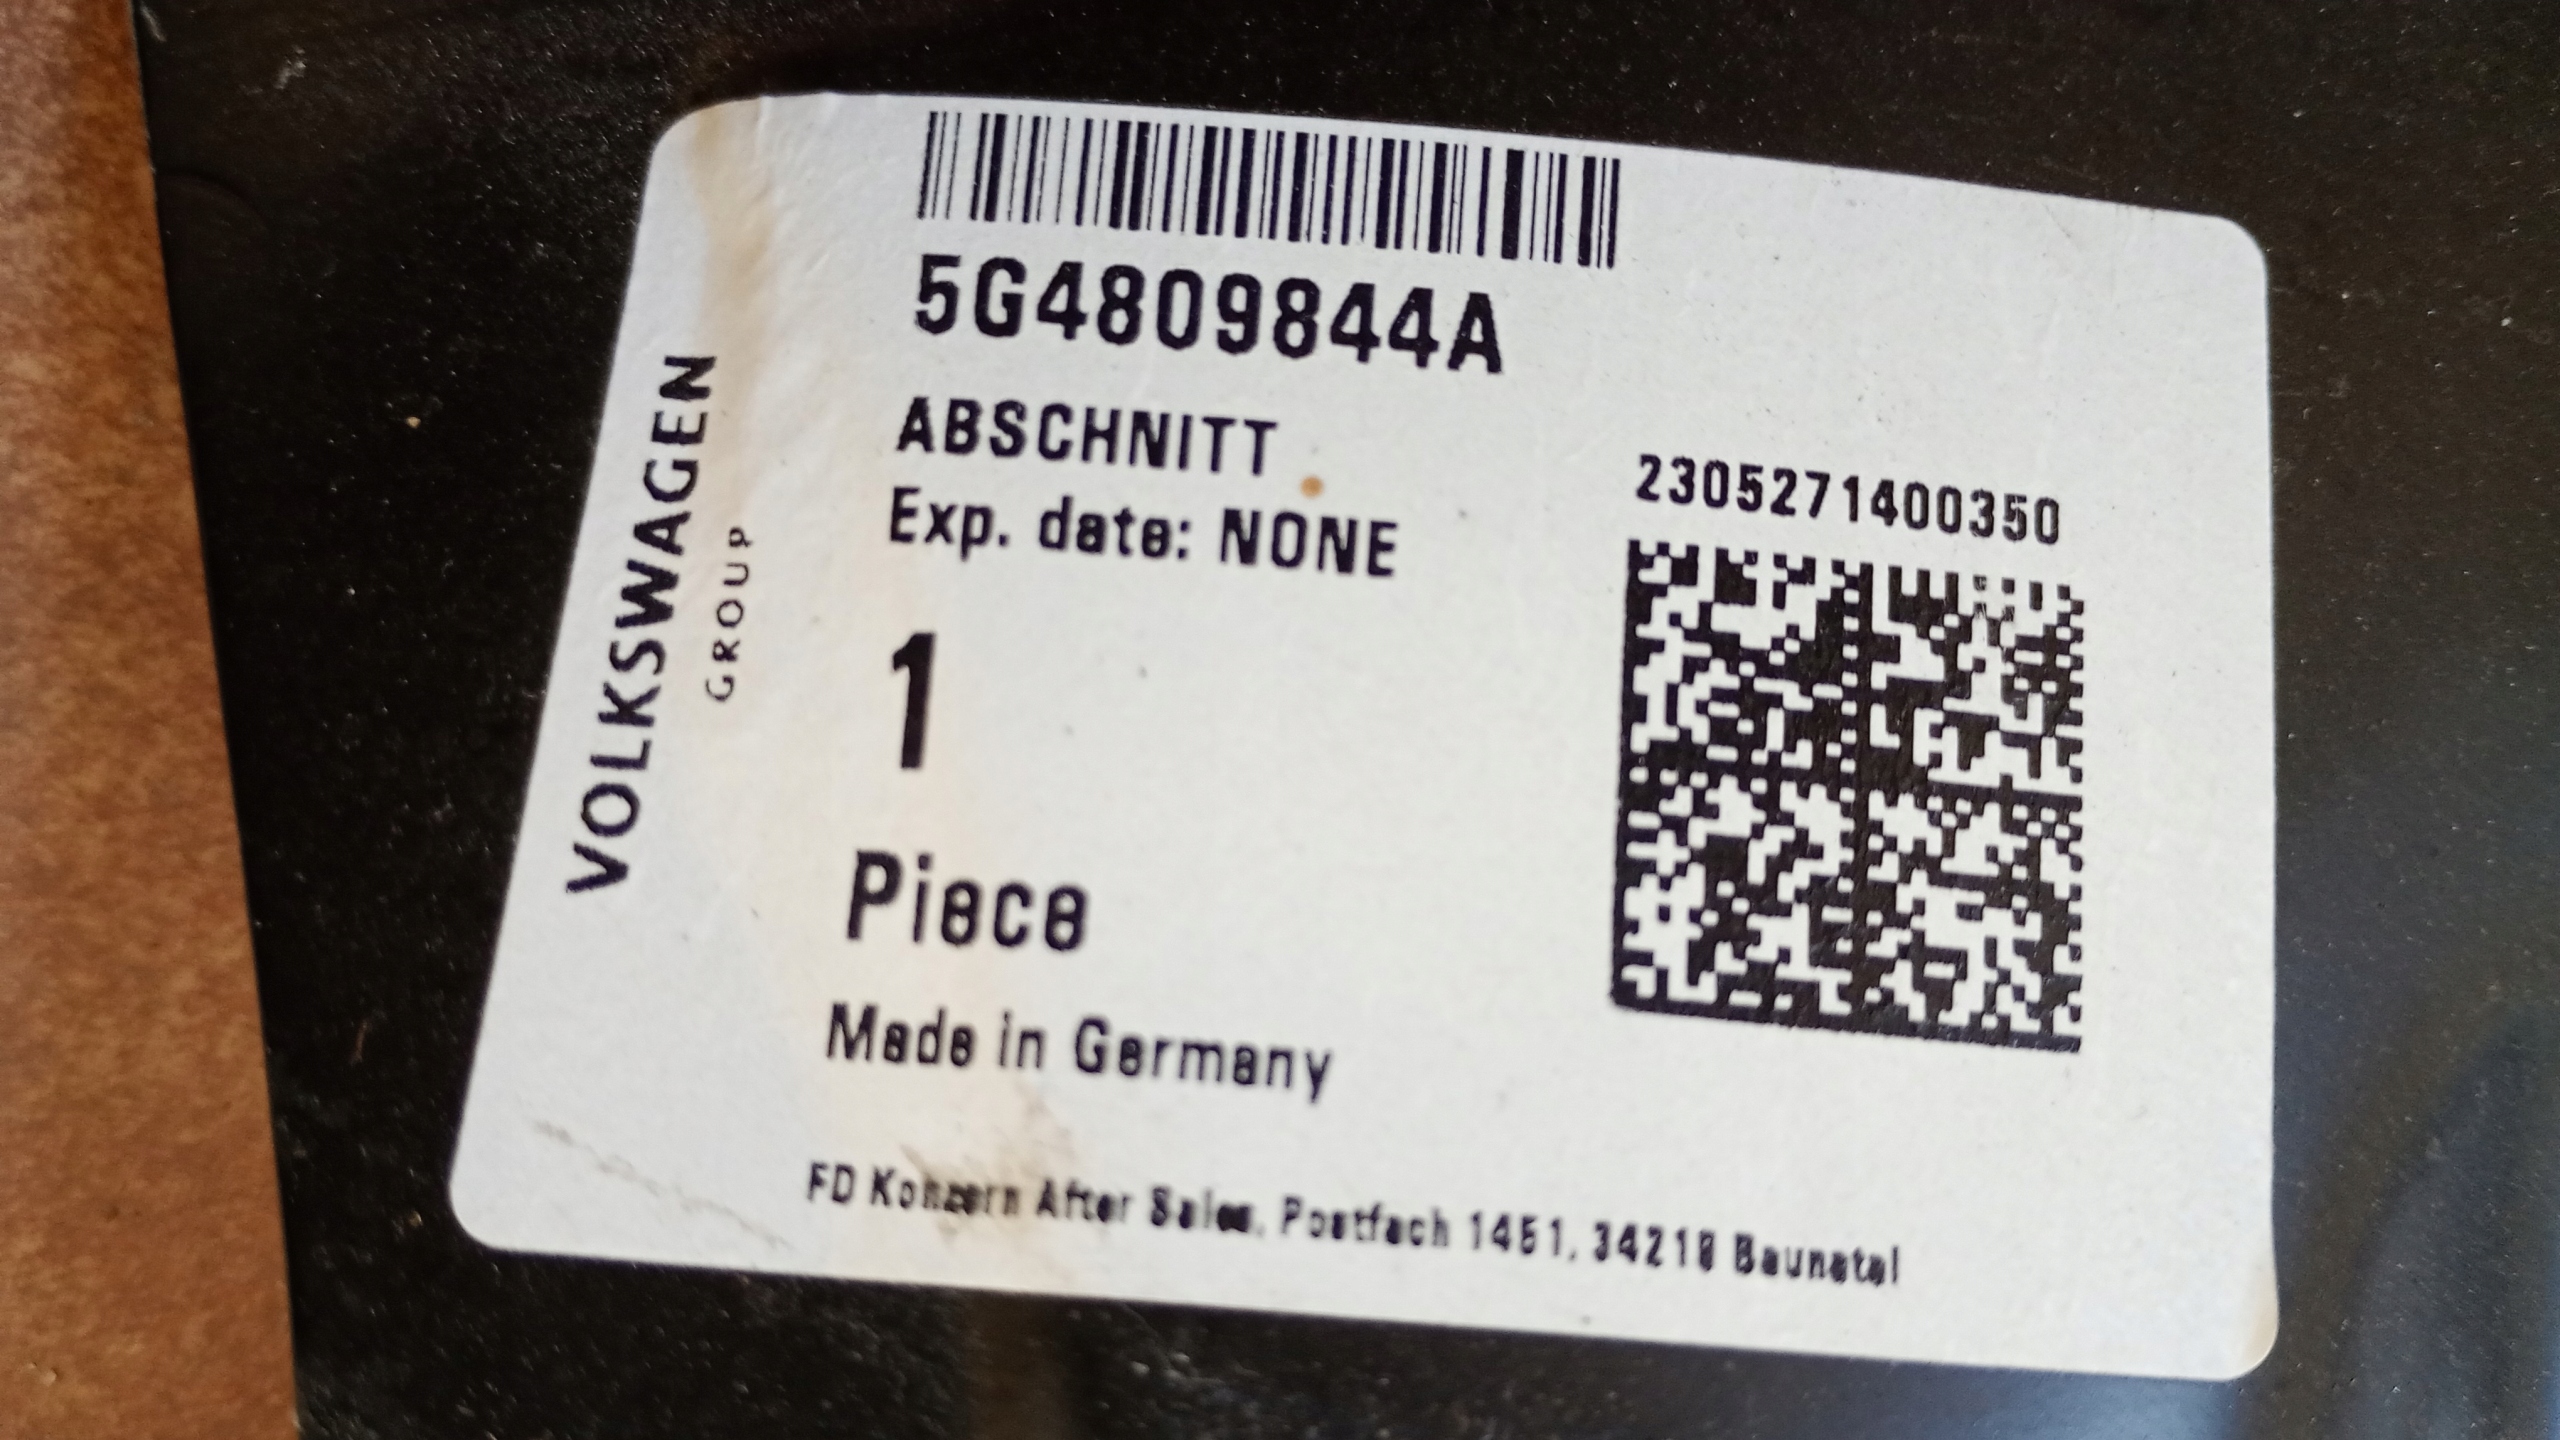 VOLKSWAGEN
GROUP
5G4809844A
ABSCHNITT
Exp. date: NONE
2305271400350
1
Piece
Made in Germany
FD Konzern After Sales, Postfach 1451, 34219 Baunatal